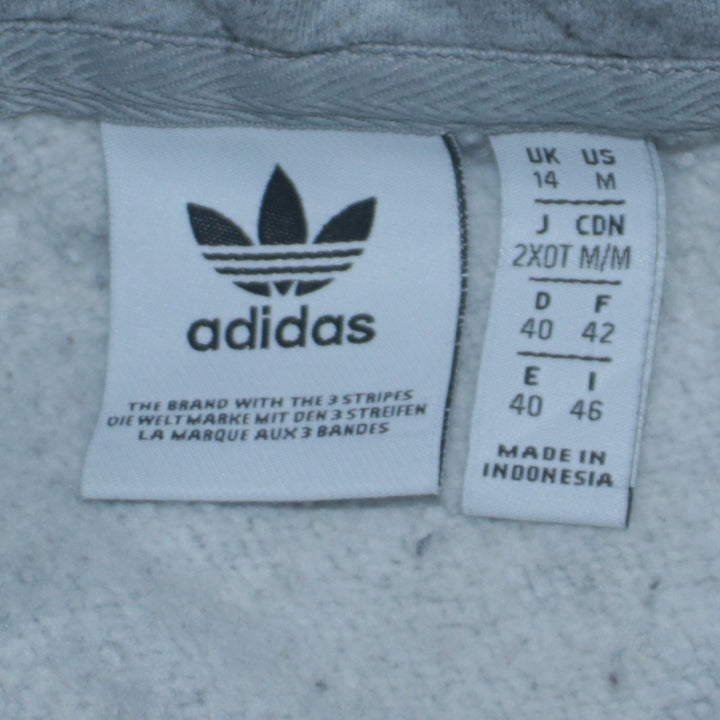 adidas
THE BRAND WITH THE 3 STRIPES
DIE WELTMARKE MIT DEN 3 STREIFEN
LA MARQUE AUX 3 BANDES
UK US
14 M
J CDN
2XOT M/M
D F
40 42
E I
40 46
MADE IN
INDONESIA